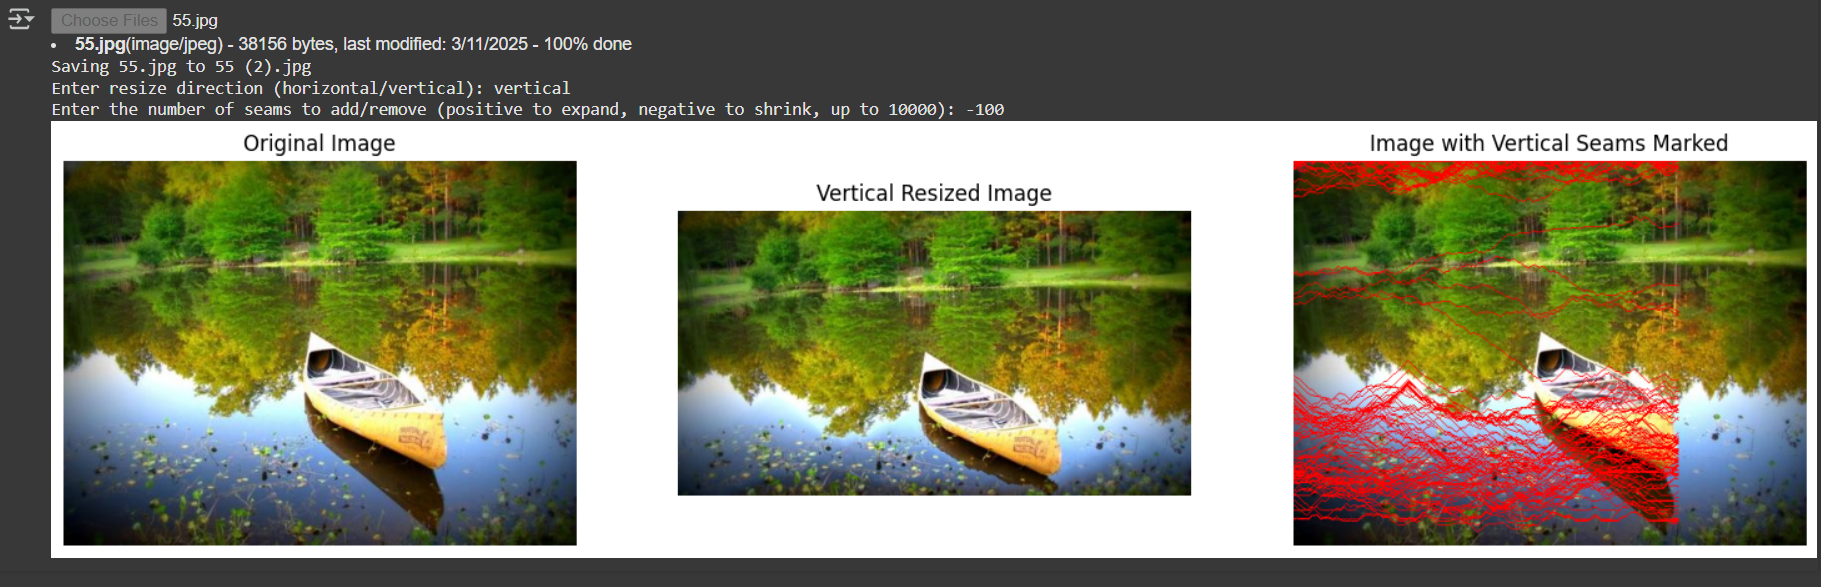 Choose Files 55.jpg
• 55.jpg(image/jpeg) - 38156 bytes, last modified: 3/11/2025 - 100% done
Saving 55.jpg to 55 (2).jpg
Enter resize direction (horizontal/vertical): vertical
Enter the number of seams to add/remove (positive to expand, negative to shrink, up to 10000): -100
Original Image
Vertical Resized Image
Image with Vertical Seams Marked